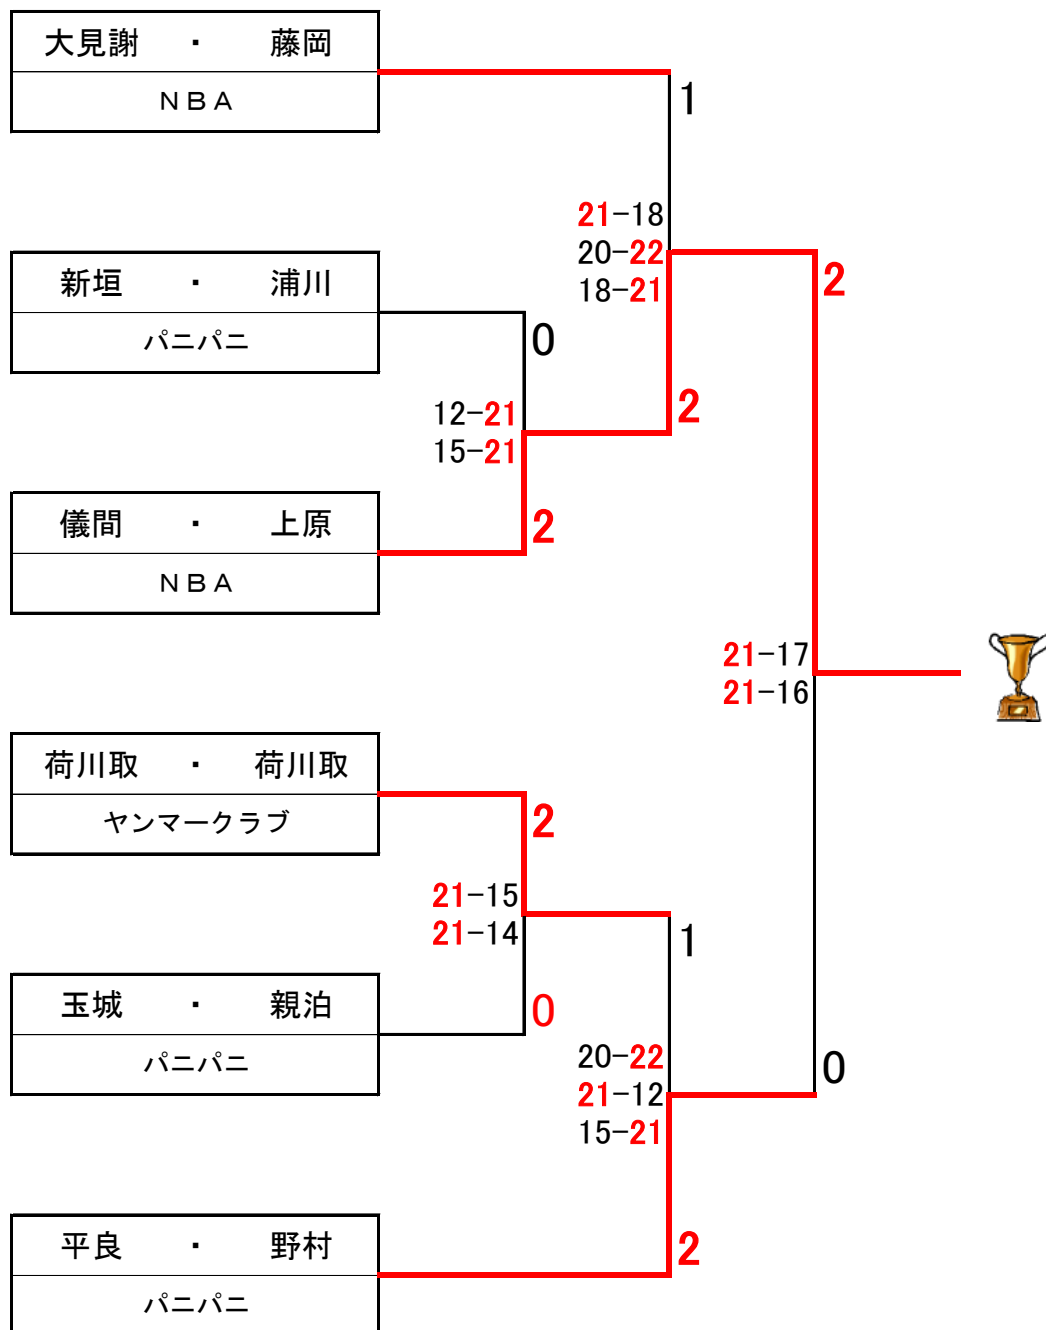 大見謝 ・ 藤岡
ＮＢＡ
1
21-18
20-22
18-21
2
新垣 ・ 浦川
パニパニ
0
12-21
15-21
2
儀間 ・ 上原
ＮＢＡ
2
21-17
21-16
荷川取 ・ 荷川取
ヤンマークラブ
2
21-15
21-14
1
玉城 ・ 親泊
パニパニ
0
20-22
21-12
15-21
0
平良 ・ 野村
パニパニ
2